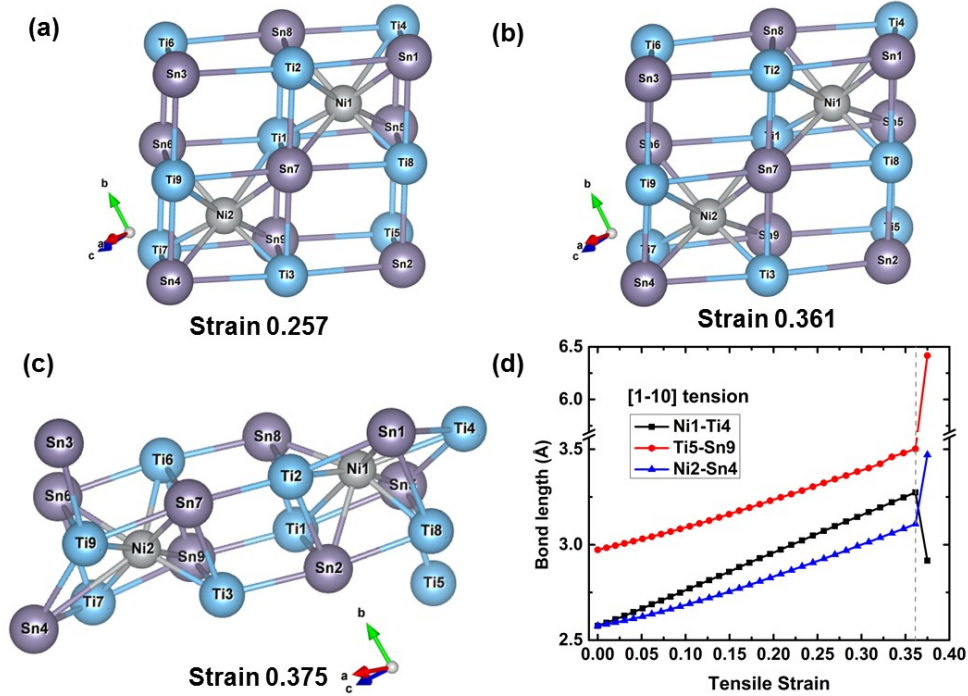 (a)
Ti6
Sn8
Ti4
Sn3
Ti2
Sn1
Ni1
Sn6
Ti1
Sn5
Ti9
Sn7
Ti8
Ni2
Ti7
Sn9
Ti5
Sn4
Ti3
Sn2
b
a
c
Strain 0.257
(b)
Ti6
Sn8
Ti4
Sn3
Ti2
Sn1
Ni1
Sn6
Ti1
Sn5
Ti9
Sn7
Ti8
Ni2
Ti7
Sn9
Ti5
Sn4
Ti3
Sn2
b
a
c
Strain 0.361
(c)
Sn3
Sn8
Sn1
Ti4
Ti6
Ti2
Ni1
Sn6
Sn7
Ti9
Ni2
Ti1
Ti8
Sn9
Sn2
Ti7
Ti3
Ti5
Sn4
b
a
c
Strain 0.375
(d)
6.5
6.0
3.5
3.0
2.5
Bond length (Å)
[1-10] tension
Ni1-Ti4
Ti5-Sn9
Ni2-Sn4
0.00 0.05 0.10 0.15 0.20 0.25 0.30 0.35 0.40
Tensile Strain